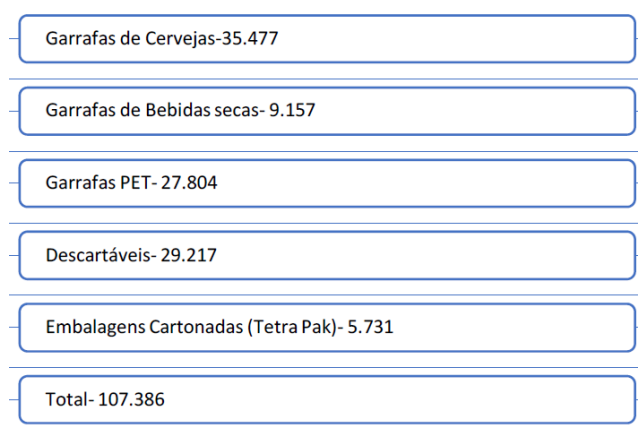 Garrafas de Cervejas-35.477
Garrafas de Bebidas secas- 9.157
Garrafas PET- 27.804
Descartáveis- 29.217
Embalagens Cartonadas (Tetra Pak)- 5.731
Total- 107.386